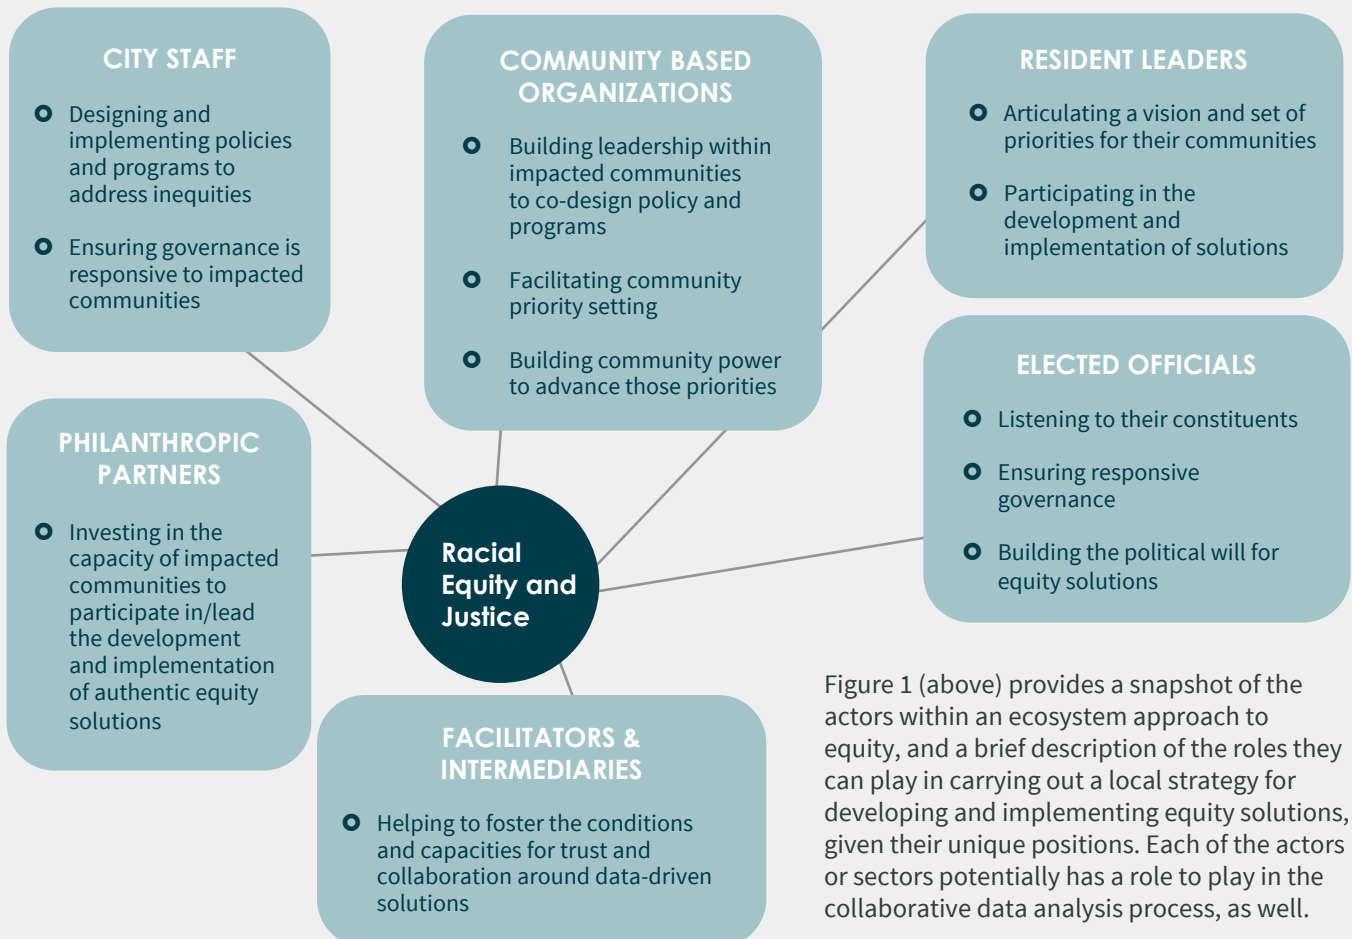 CITY STAFF
Designing and
implementing policies
and programs to
address inequities
Ensuring governance is
responsive to impacted
communities
COMMUNITY BASED
ORGANIZATIONS
Building leadership within
impacted communities
to co-design policy and
programs
Facilitating community
priority setting
Building community power
to advance those priorities
RESIDENT LEADERS
Articulating a vision and set of
priorities for their communities
Participating in the
development and
implementation of solutions
ELECTED OFFICIALS
Listening to their constituents
Ensuring responsive
governance
Building the political will for
equity solutions
PHILANTHROPIC
PARTNERS
Investing in the
capacity of impacted
communities to
participate in/lead
the development
and implementation
of authentic equity
solutions
Racial
Equity and
Justice
FACILITATORS &
INTERMEDIARIES
Helping to foster the conditions
and capacities for trust and
collaboration around data-driven
solutions
Figure 1 (above) provides a snapshot of the
actors within an ecosystem approach to
equity, and a brief description of the roles they
can play in carrying out a local strategy for
developing and implementing equity solutions,
given their unique positions. Each of the actors
or sectors potentially has a role to play in the
collaborative data analysis process, as well.